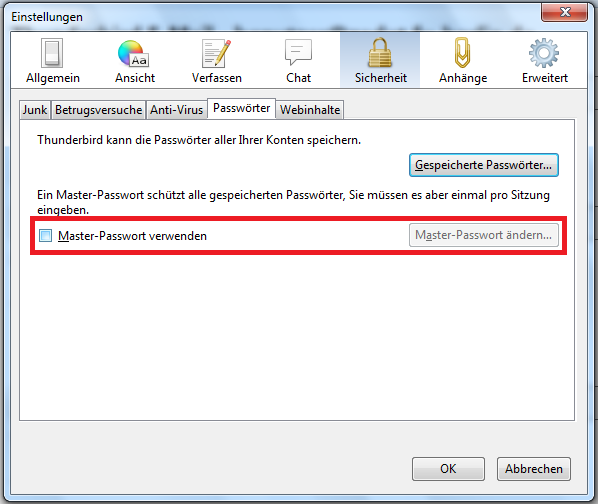 Einstellungen
Allgemein Ansicht Verfassen Chat Sicherheit Anhänge Erweitert
Aa
Junk Betrugsversuche Anti-Virus Passwörter Webinhalte
Thunderbird kann die Passwörter aller Ihrer Konten speichern.
Gespeicherte Passwörter...
Ein Master-Passwort schützt alle gespeicherten Passwörter, Sie müssen es aber einmal pro Sitzung
eingeben.
Master-Passwort verwenden Master-Passwort ändern...
OK Abbrechen